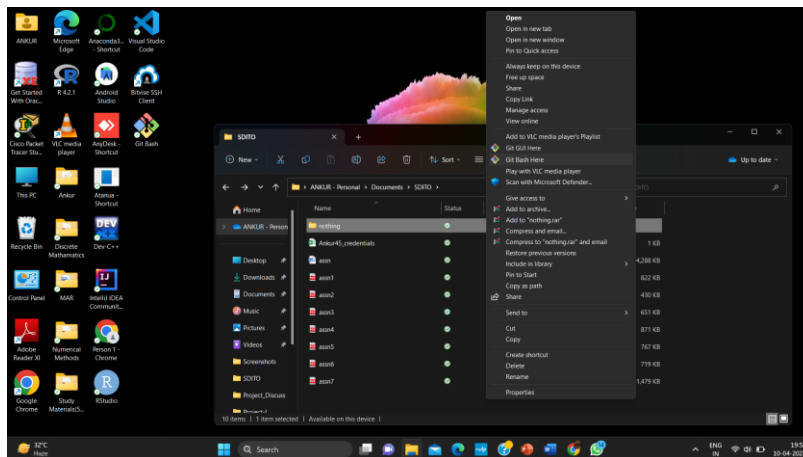 ANKUR
Microsoft Edge
Anaconda3... - Shortcut
Visual Studio Code
Get Started With Orac...
R 4.2.1
Android Studio
Bitvise SSH Client
Cisco Packet Tracer Stu...
VLC media player
AnyDesk - Shortcut
Git Bash
This PC
Ankur
Atanua - Shortcut
Recycle Bin
Discrete Mathamatics
Dev-C++
Control Panel
MAR
IntelliJ IDEA Communit...
Adobe Reader XI
Numerical Methods
Person 1 - Chrome
Google Chrome
Study Materials(S...
RStudio
SDITO
New
Sort
Up to date
ANKUR - Personal > Documents > SDITO >
Home
ANKUR - Person
Desktop
Downloads
Documents
Music
Pictures
Videos
Screenshots
SDITO
Project_Discuss
Name
Status
nothing
Ankur45_credentials
1 KB
assn
4,288 KB
assn1
822 KB
assn2
430 KB
assn3
651 KB
assn4
871 KB
assn5
767 KB
assn6
719 KB
assn7
1,479 KB
10 items | 1 item selected | Available on this device |
Open
Open in new tab
Open in new window
Pin to Quick access
Always keep on this device
Free up space
Share
Copy Link
Manage access
View online
Add to VLC media player's Playlist
Git GUI Here
Git Bash Here
Play with VLC media player
Scan with Microsoft Defender...
Give access to
Add to archive...
Add to "nothing.rar"
Compress and email...
Compress to "nothing.rar" and email
Restore previous versions
Include in library
Pin to Start
Copy as path
Share
Send to
Cut
Copy
Create shortcut
Delete
Rename
Properties
32°C
Haze
Search
ENG
IN
19:5
10-04-202